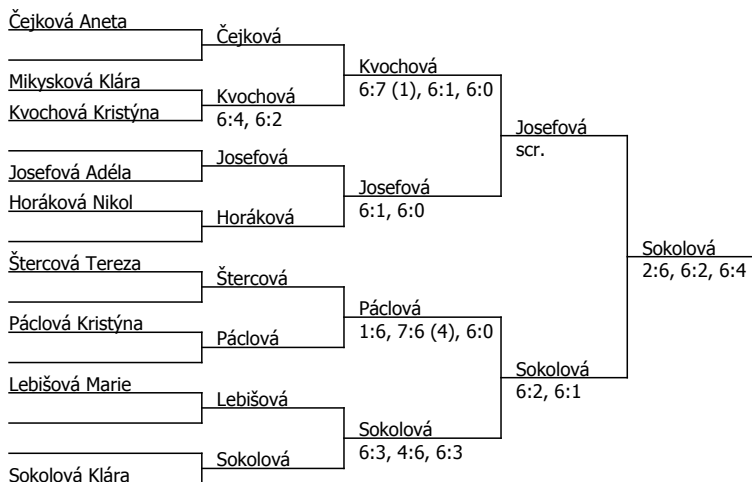 Čejková Aneta
Mikysková Klára
Kvochová Kristýna
Josefová Adéla
Horáková Nikol
Štercová Tereza
Páclová Kristýna
Lebišová Marie
Sokolová Klára
Čejková
Kvochová
6:4, 6:2
Josefová
Horáková
Štercová
Páclová
Lebišová
Sokolová
Kvochová
6:7 (1), 6:1, 6:0
Josefová
6:1, 6:0
Páclová
1:6, 7:6 (4), 6:0
Sokolová
6:3, 4:6, 6:3
Josefová
scr.
Sokolová
6:2, 6:1
Sokolová
2:6, 6:2, 6:4